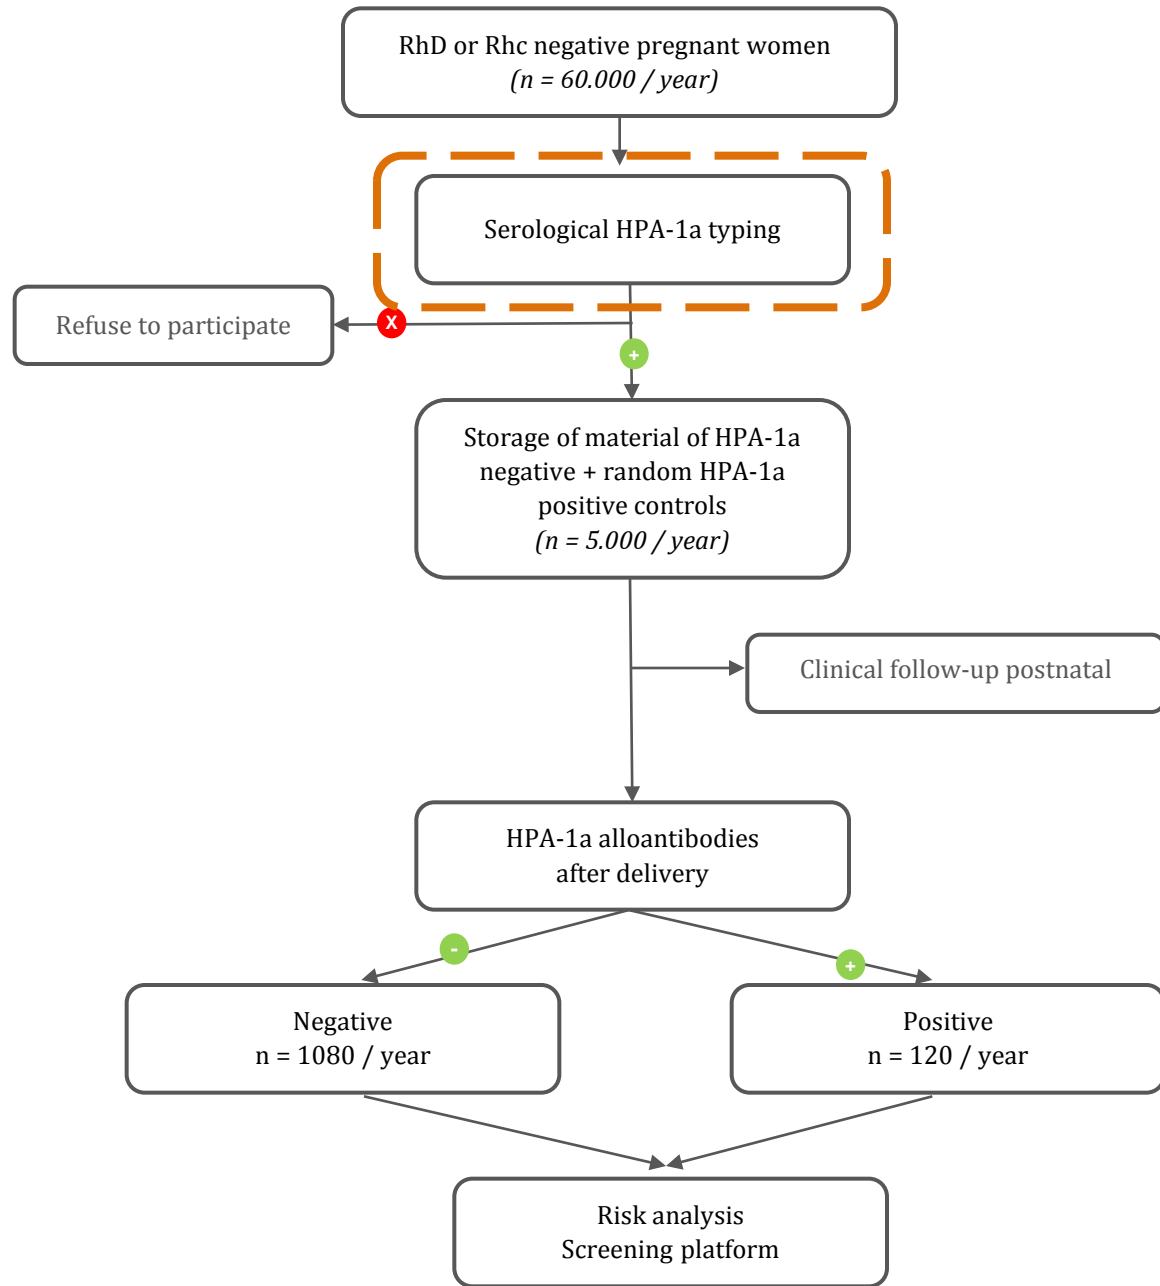 RhD or Rhc negative pregnant women
(n = 60.000 / year)
Serological HPA-1a typing
Refuse to participate
X
+
Storage of material of HPA-1a
negative + random HPA-1a
positive controls
(n = 5.000 / year)
Clinical follow-up postnatal
HPA-1a alloantibodies
after delivery
-
+
Negative
n = 1080 / year
Positive
n = 120 / year
Risk analysis
Screening platform